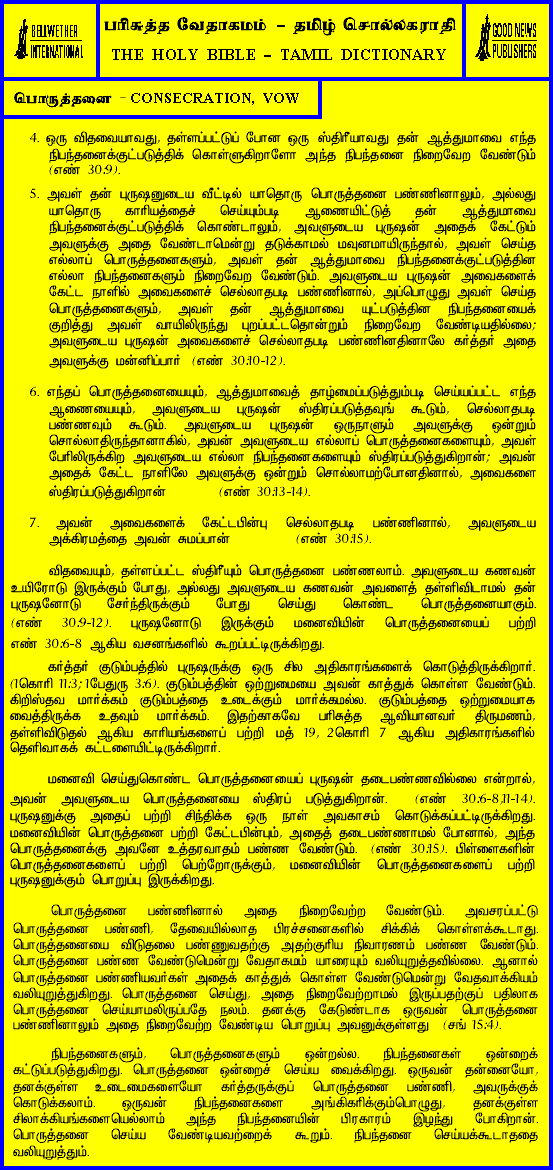 BELLWETHER
INTERNATIONAL
பரிசுத்த வேதாகமம் - தமிழ் சொல்லகராதி
THE HOLY BIBLE - TAMIL DICTIONARY
GOOD NEWS
PUBLISHERS
பொருத்தனை - CONSECRATION, VOW
4. ஒரு விதவையாவது, தள்ளப்பட்டுப் போன ஒரு ஸ்திரீயாவது தன் ஆத்துமாவை எந்த
நிபந்தனைக்குட்படுத்திக் கொள்ளுகிறாளோ அந்த நிபந்தனை நிறைவேற வேண்டும்
(எண் 30:9).
5. அவள் தன் புருஷனுடைய வீட்டில் யாதொரு பொருத்தனை பண்ணினாலும், அல்லது
யாதொரு காரியத்தைச் செய்யும்படி ஆணையிட்டுத் தன் ஆத்துமாவை
நிபந்தனைக்குட்படுத்திக் கொண்டாலும், அவளுடைய புருஷன் அதைக் கேட்டும்
அவளுக்கு அதை வேண்டாமென்று தடுக்காமல் மவுனமாயிருந்தால், அவள் செய்த
எல்லாப் பொருத்தனைகளும், அவள் தன் ஆத்துமாவை நிபந்தனைக்குட்படுத்தின
எல்லா நிபந்தனைகளும் நிறைவேற வேண்டும். அவளுடைய புருஷன் அவைகளைக்
கேட்ட நாளில் அவைகளைச் செல்லாதபடி பண்ணினால், அப்பொழுது அவள் செய்த
பொருத்தனைகளும், அவள் தன் ஆத்துமாவை யுட்படுத்தின நிபந்தனையைக்
குறித்து அவள் வாயிலிருந்து புறப்பட்டதொன்றும் நிறைவேற வேண்டியதில்லை;
அவளுடைய புருஷன் அவைகளைச் செல்லாதபடி பண்ணினதினாலே கர்த்தர் அதை
அவளுக்கு மன்னிப்பார் (எண் 30:10-12).
6. எந்தப் பொருத்தனையையும், ஆத்துமாவைத் தாழ்மைப்படுத்தும்படி செய்யப்பட்ட எந்த
ஆணையையும், அவளுடைய புருஷன் ஸ்திரப்படுத்தவுங் கூடும், செல்லாதபடி
பண்ணவும் கூடும். அவளுடைய புருஷன் ஒருநாளும் அவளுக்கு ஒன்றும்
சொல்லாதிருந்தானாகில், அவன் அவளுடைய எல்லாப் பொருத்தனைகளையும், அவள்
பேரிலிருக்கிற அவளுடைய எல்லா நிபந்தனைகளையும் ஸ்திரப்படுத்துகிறான்; அவன்
அதைக் கேட்ட நாளிலே அவளுக்கு ஒன்றும் சொல்லாமற்போனதினால், அவைகளை
ஸ்திரப்படுத்துகிறான் (எண் 30:13-14).
7. அவன் அவைகளைக் கேட்டபின்பு செல்லாதபடி பண்ணினால், அவளுடைய
அக்கிரமத்தை அவன் சுமப்பான் (எண் 30:15).
விதவையும், தள்ளப்பட்ட ஸ்திரீயும் பொருத்தனை பண்ணலாம். அவளுடைய கணவன்
உயிரோடு இருக்கும் போது, அல்லது அவளுடைய கணவன் அவளைத் தள்ளிவிடாமல் தன்
புருஷனோடு சேர்ந்திருக்கும் போது செய்து கொண்ட பொருத்தனையாகும்.
(எண் 30:9-12). புருஷனோடு இருக்கும் மனைவியின் பொருத்தனையைப் பற்றி
எண் 30:6-8 ஆகிய வசனங்களில் கூறப்பட்டிருக்கிறது.
கர்த்தர் குடும்பத்தில் புருஷருக்கு ஒரு சில அதிகாரங்களைக் கொடுத்திருக்கிறார்.
(1கொரி 11:3; 1பேதுரு 3:6). குடும்பத்தின் ஒற்றுமையை அவன் காத்துக் கொள்ள வேண்டும்.
கிறிஸ்தவ மார்க்கம் குடும்பத்தை உடைக்கும் மார்க்கமல்ல. குடும்பத்தை ஒற்றுமையாக
வைத்திருக்க உதவும் மார்க்கம். இதற்காகவே பரிசுத்த ஆவியானவர் திருமணம்,
தள்ளிவிடுதல் ஆகிய காரியங்களைப் பற்றி மத் 19, 2கொரி 7 ஆகிய அதிகாரங்களில்
தெளிவாகக் கட்டளையிட்டிருக்கிறார்.
மனைவி செய்துகொண்ட பொருத்தனையைப் புருஷன் தடைபண்ணவில்லை என்றால்,
அவன் அவளுடைய பொருத்தனையை ஸ்திரப் படுத்துகிறான். (எண் 30:6-8,11-14).
புருஷனுக்கு அதைப் பற்றி சிந்திக்க ஒரு நாள் அவகாசம் கொடுக்கப்பட்டிருக்கிறது.
மனைவியின் பொருத்தனை பற்றி கேட்டபின்பும், அதைத் தடைபண்ணாமல் போனால், அந்த
பொருத்தனைக்கு அவனே உத்தரவாதம் பண்ண வேண்டும். (எண் 30:15). பிள்ளைகளின்
பொருத்தனைகளைப் பற்றி பெற்றோருக்கும், மனைவியின் பொருத்தனைகளைப் பற்றி
புருஷனுக்கும் பொறுப்பு இருக்கிறது.
பொருத்தனை பண்ணினால் அதை நிறைவேற்ற வேண்டும். அவசரப்பட்டு
பொருத்தனை பண்ணி, தேவையில்லாத பிரச்சனைகளில் சிக்கிக் கொள்ளக்கூடாது.
பொருத்தனையை விடுதலை பண்ணுவதற்கு அதற்குரிய நிவாரணம் பண்ண வேண்டும்.
பொருத்தனை பண்ண வேண்டுமென்று வேதாகமம் யாரையும் வலியுறுத்தவில்லை. ஆனால்
பொருத்தனை பண்ணியவர்கள் அதைக் காத்துக் கொள்ள வேண்டுமென்று வேதவாக்கியம்
வலியுறுத்துகிறது. பொருத்தனை செய்து, அதை நிறைவேற்றாமல் இருப்பதற்குப் பதிலாக
பொருத்தனை செய்யாமலிருப்பதே நலம். தனக்கு கேடுண்டாக ஒருவன் பொருத்தனை
பண்ணினாலும் அதை நிறைவேற்ற வேண்டிய பொறுப்பு அவனுக்குள்ளது (சங் 15:4).
நிபந்தனைகளும், பொருத்தனைகளும் ஒன்றல்ல. நிபந்தனைகள் ஒன்றைக்
கட்டுப்படுத்துகிறது. பொருத்தனை ஒன்றைச் செய்ய வைக்கிறது. ஒருவன் தன்னையோ,
தனக்குள்ள உடைமைகளையோ கர்த்தருக்குப் பொருத்தனை பண்ணி, அவருக்குக்
கொடுக்கலாம். ஒருவன் நிபந்தனைகளை அங்கிகரிக்கும்பொழுது, தனக்குள்ள
சிலாக்கியங்களையெல்லாம் அந்த நிபந்தனையின் பிரகாரம் இழந்து போகிறான்.
பொருத்தனை செய்ய வேண்டியவற்றைக் கூறும். நிபந்தனை செய்யக்கூடாததை
வலியுறுத்தும்.